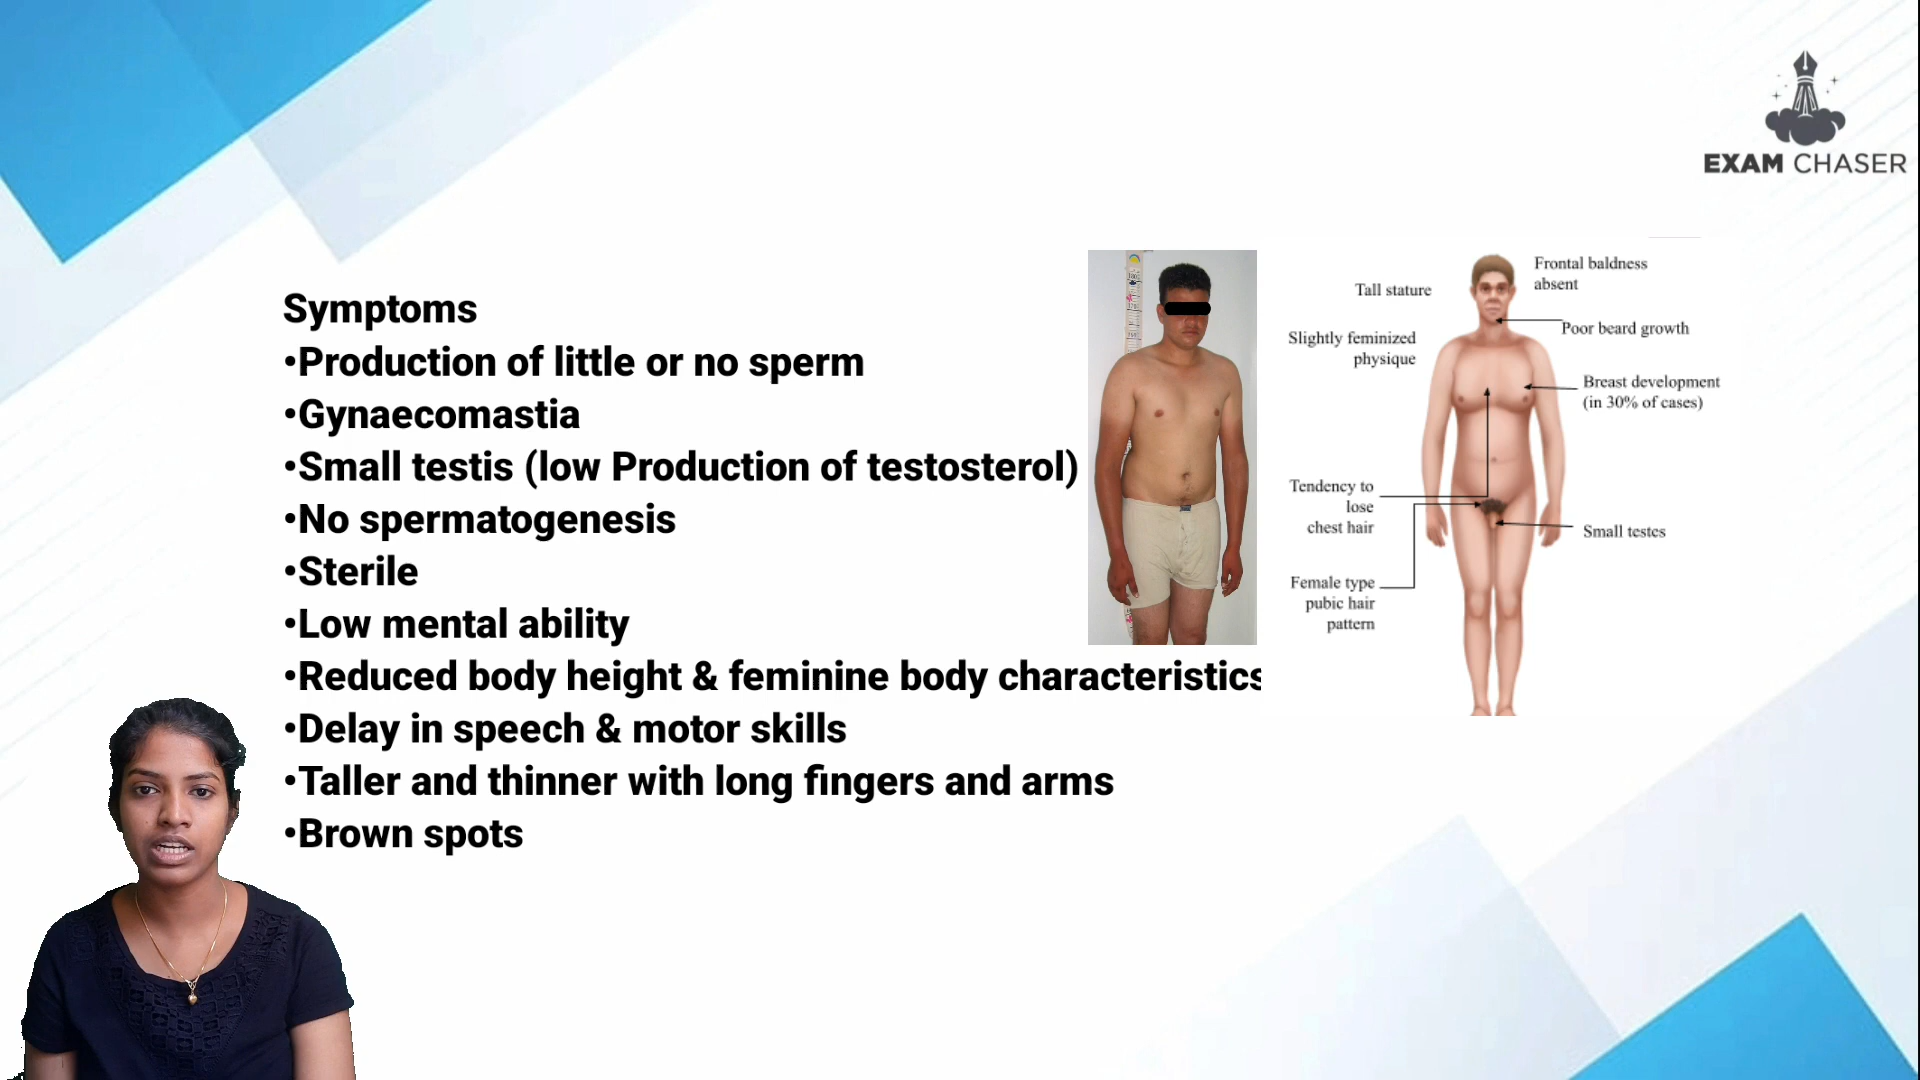 EXAM CHASER
Symptoms
•Production of little or no sperm
•Gynaecomastia
•Small testis (low Production of testosterol)
•No spermatogenesis
•Sterile
•Low mental ability
•Reduced body height & feminine body characteristics
•Delay in speech & motor skills
•Taller and thinner with long fingers and arms
•Brown spots
Frontal baldness
absent
Tall stature
Poor beard growth
Slightly feminized
physique
Breast development
(in 30% of cases)
Tendency to
lose
chest hair
Small testes
Female type
pubic hair
pattern